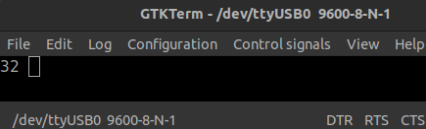 GTKTerm - /dev/ttyUSB0 9600-8-N-1
File Edit Log Configuration Control signals View Help
32
/dev/ttyUSB0 9600-8-N-1 DTR RTS CTS